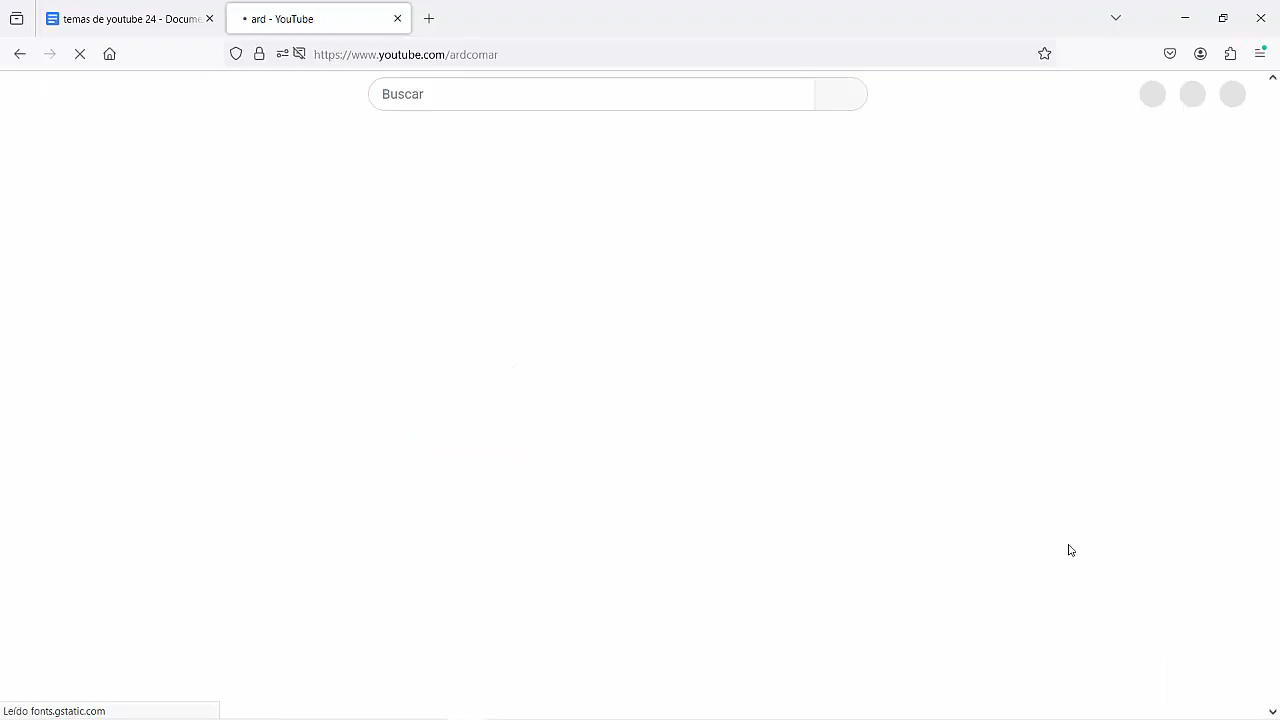 temas de youtube 24 - Docume
ard - YouTube
https://www.youtube.com/ardcomar
Buscar
Leído fonts.gstatic.com